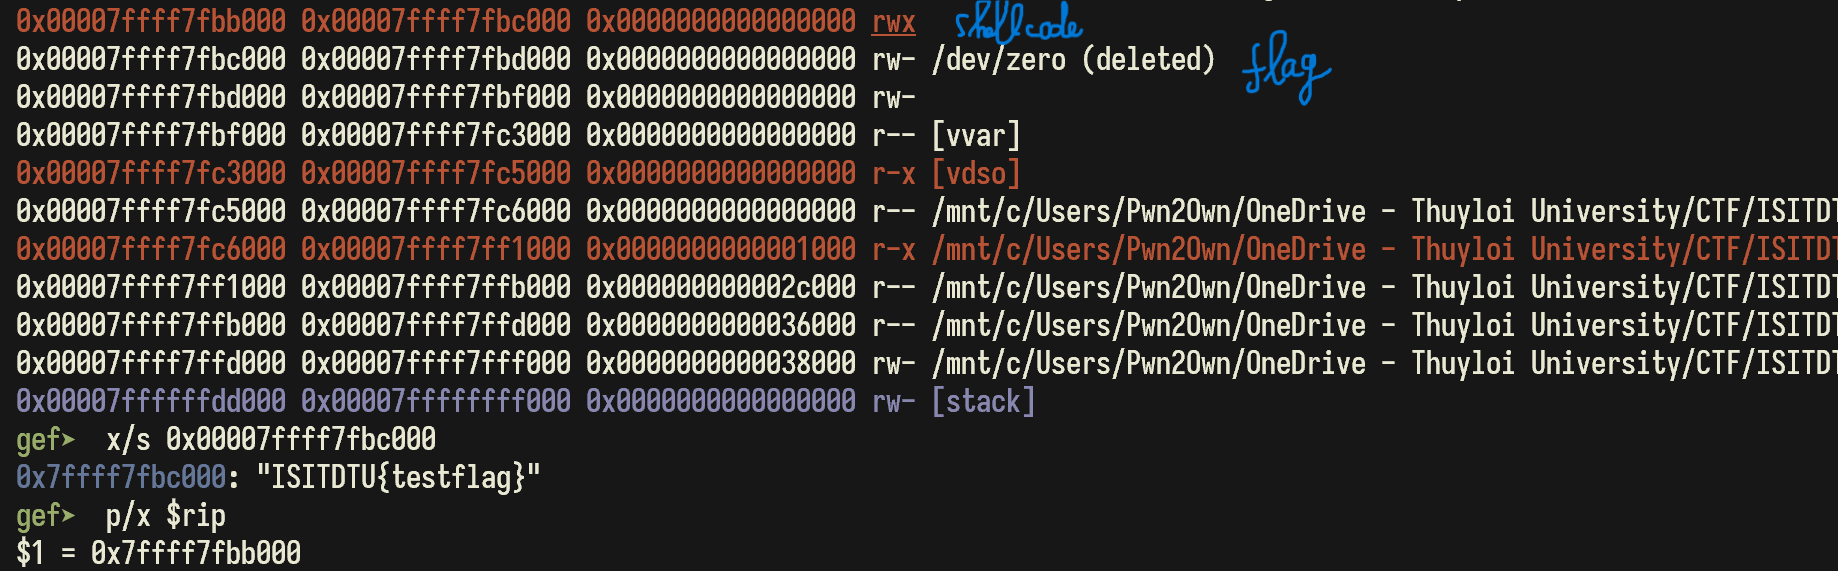 0x00007ffff7fbb000 0x00007ffff7fbc000 0x0000000000000000 rwx shellcode
0x00007ffff7fbc000 0x00007ffff7fbd000 0x0000000000000000 rw- /dev/zero (deleted) flag
0x00007ffff7fbd000 0x00007ffff7fbf000 0x0000000000000000 rw-
0x00007ffff7fbf000 0x00007ffff7fc3000 0x0000000000000000 r-- [vvar]
0x00007ffff7fc3000 0x00007ffff7fc5000 0x0000000000000000 r-x [vdso]
0x00007ffff7fc5000 0x00007ffff7fc6000 0x0000000000000000 r-- /mnt/c/Users/Pwn2Own/OneDrive - Thuyloi University/CTF/ISITDT
0x00007ffff7fc6000 0x00007ffff7ff1000 0x0000000000001000 r-x /mnt/c/Users/Pwn2Own/OneDrive - Thuyloi University/CTF/ISITDT
0x00007ffff7ff1000 0x00007ffff7ffb000 0x000000000002c000 r-- /mnt/c/Users/Pwn2Own/OneDrive - Thuyloi University/CTF/ISITDT
0x00007ffff7ffb000 0x00007ffff7ffd000 0x0000000000036000 r-- /mnt/c/Users/Pwn2Own/OneDrive - Thuyloi University/CTF/ISITDT
0x00007ffff7ffd000 0x00007ffff7fff000 0x0000000000038000 rw- /mnt/c/Users/Pwn2Own/OneDrive - Thuyloi University/CTF/ISITDT
0x00007ffffffdd000 0x00007ffffffff000 0x0000000000000000 rw- [stack]
gef➤ x/s 0x00007ffff7fbc000
0x7ffff7fbc000: "ISITDTU{testflag}"
gef➤ p/x $rip
$1 = 0x7ffff7fbb000